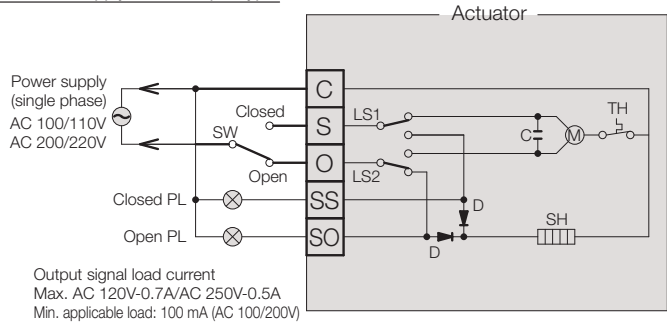 Actuator
Power supply
(single phase)
AC 100/110V
AC 200/220V
SW
Closed
Open
Closed PL
Open PL
C
S
O
SS
SO
LS1
LS2
C
M
TH
D
D
SH
Output signal load current
Max. AC 120V-0.7A/AC 250V-0.5A
Min. applicable load: 100 mA (AC 100/200V)